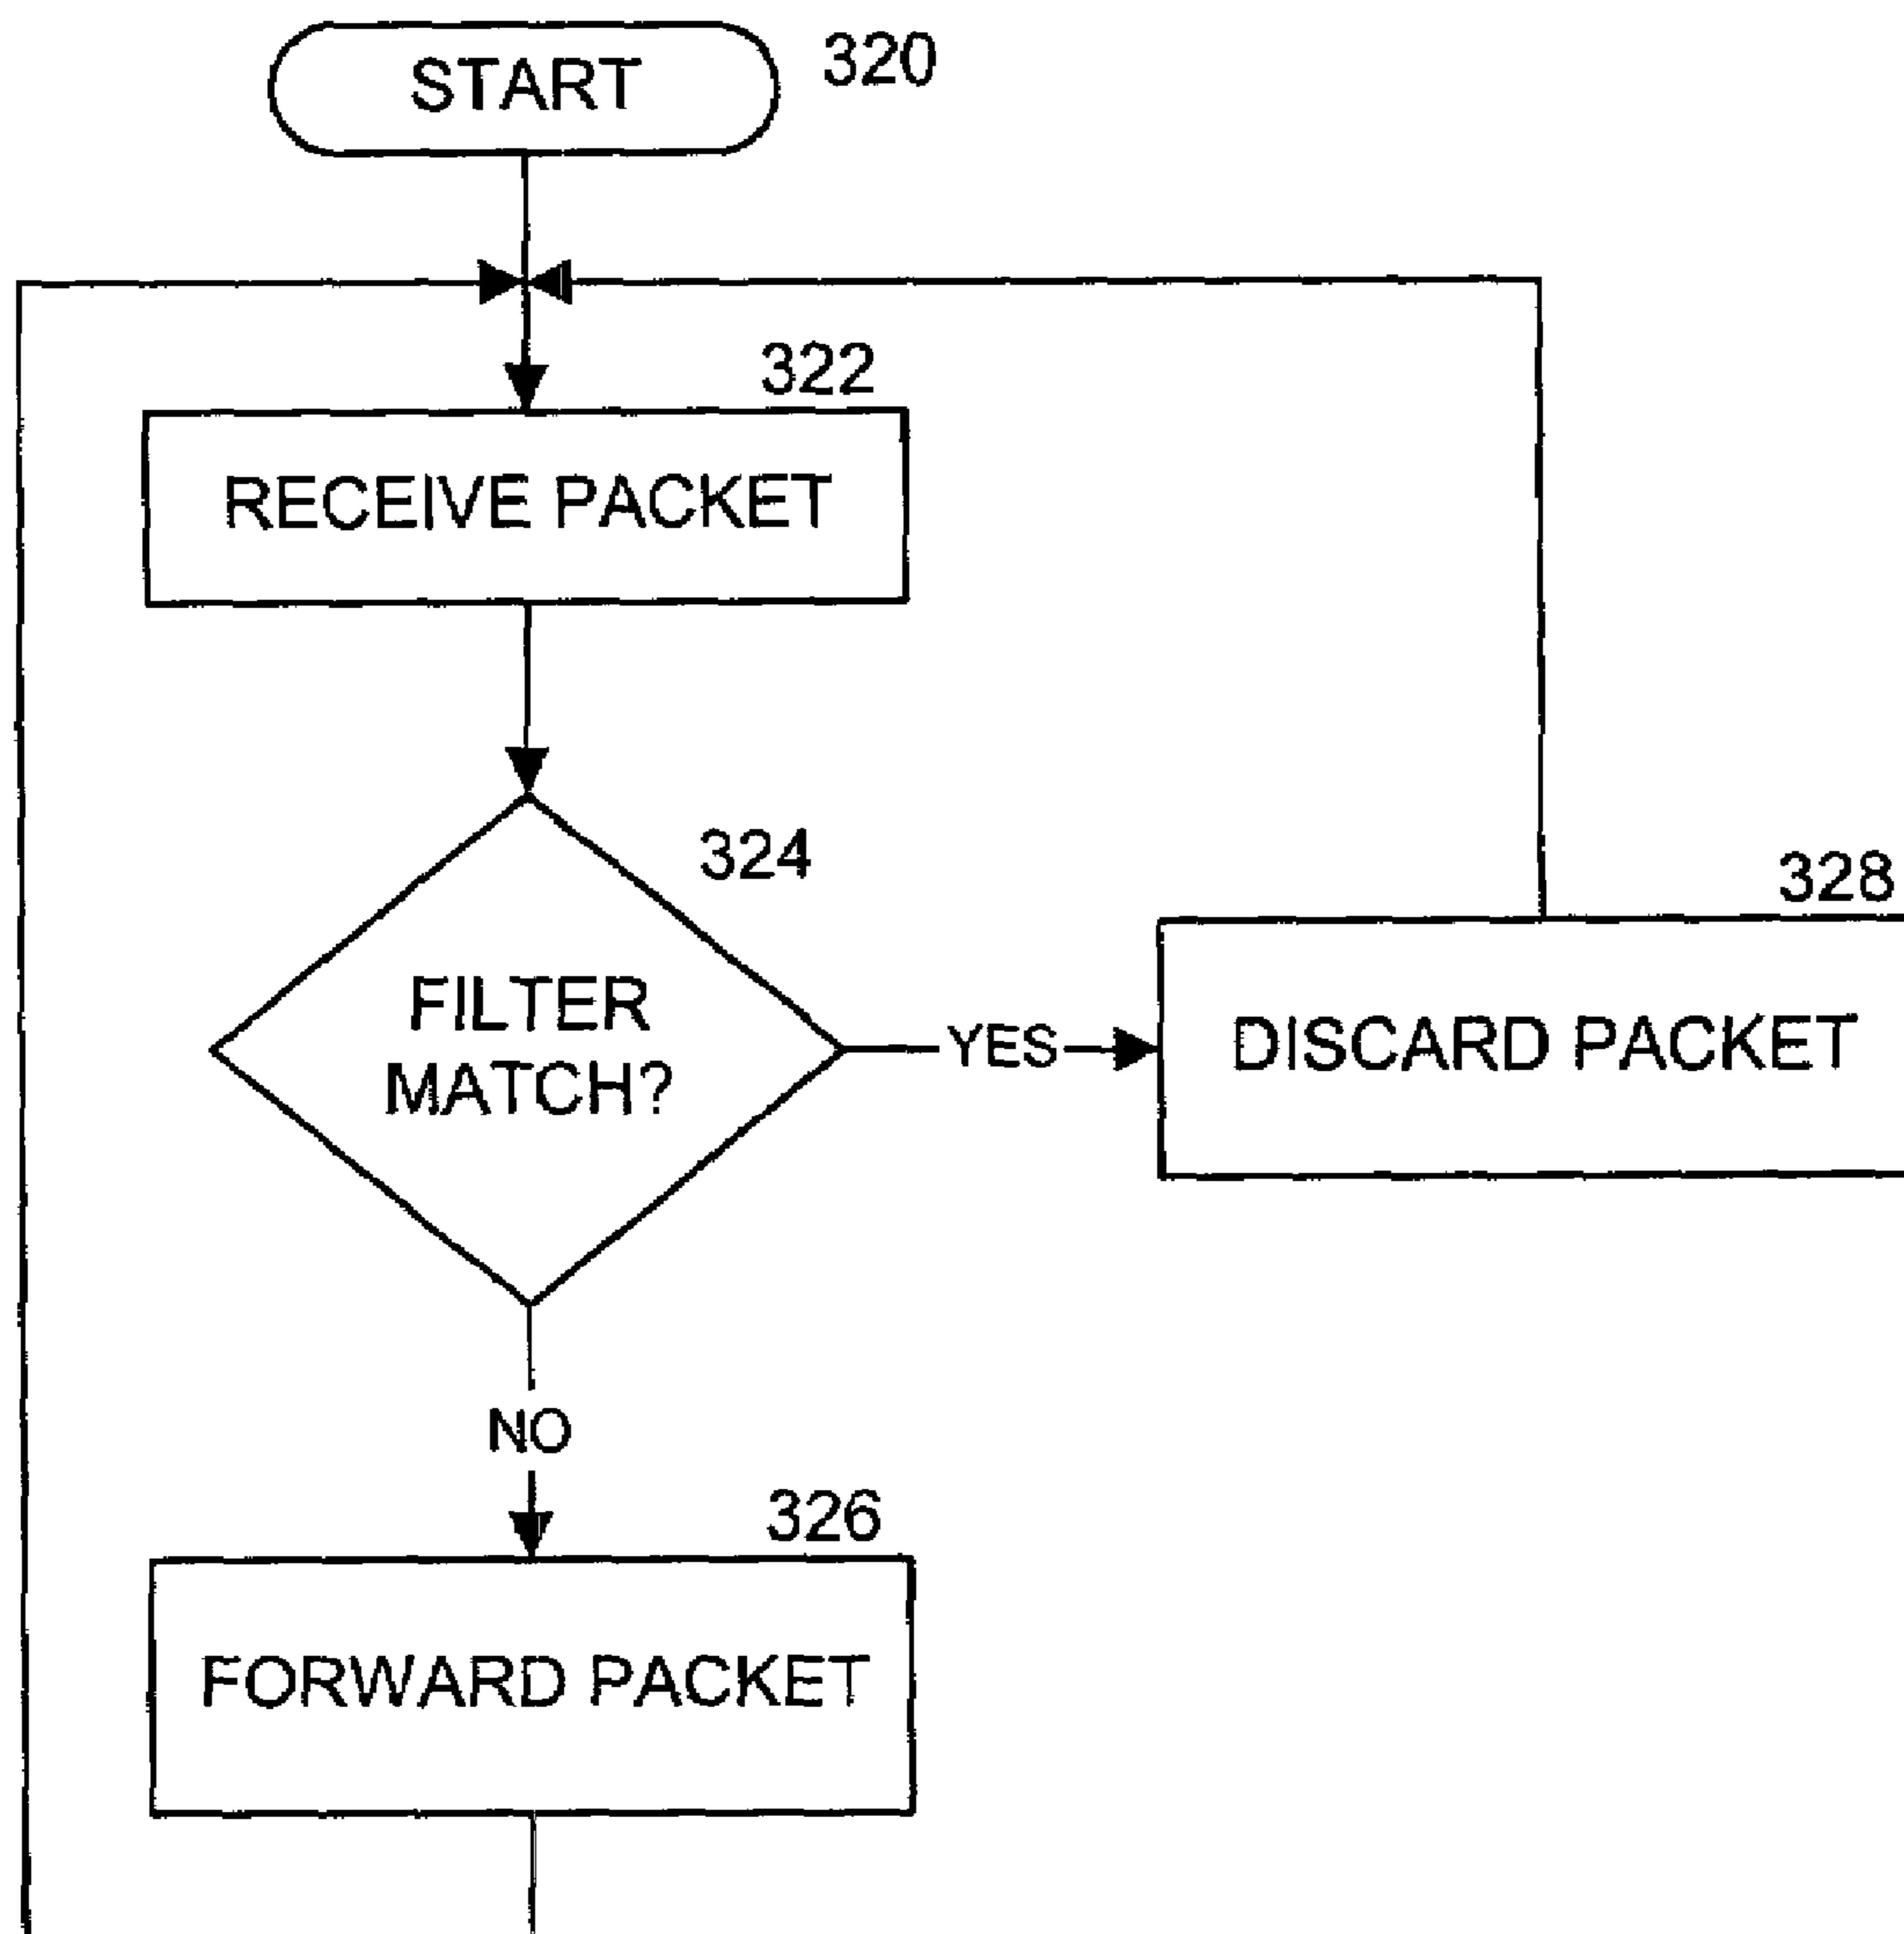 START
320
322
RECEIVE PACKET
324
FILTER
MATCH?
YES
328
DISCARD PACKET
NO
326
FORWARD PACKET